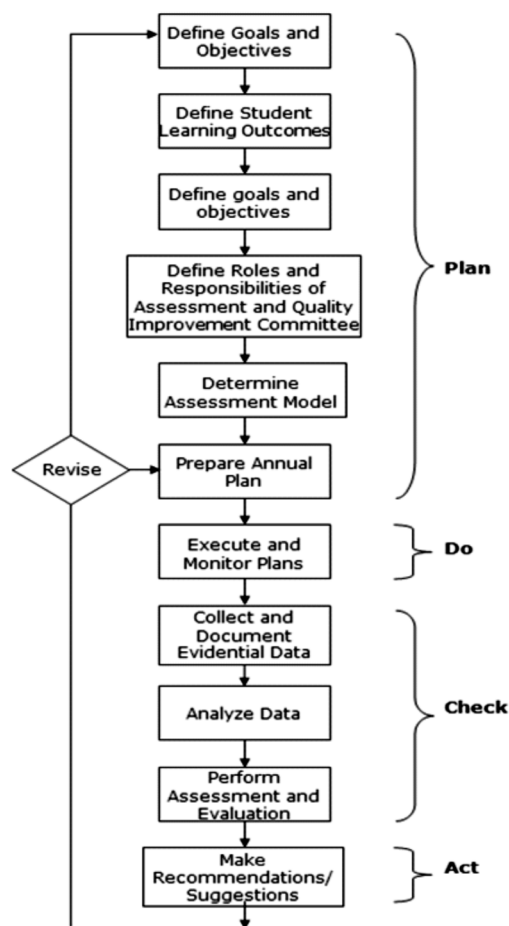 Define Goals and
Objectives
Define Student
Learning Outcomes
Define goals and
objectives
Define Roles and
Responsibilities of
Assessment and Quality
Improvement Committee
Plan
Determine
Assessment Model
Revise
Prepare Annual
Plan
Execute and
Monitor Plans
Do
Collect and
Document
Evidential Data
Analyze Data
Check
Perform
Assessment and
Evaluation
Make
Recommendations/
Suggestions
Act